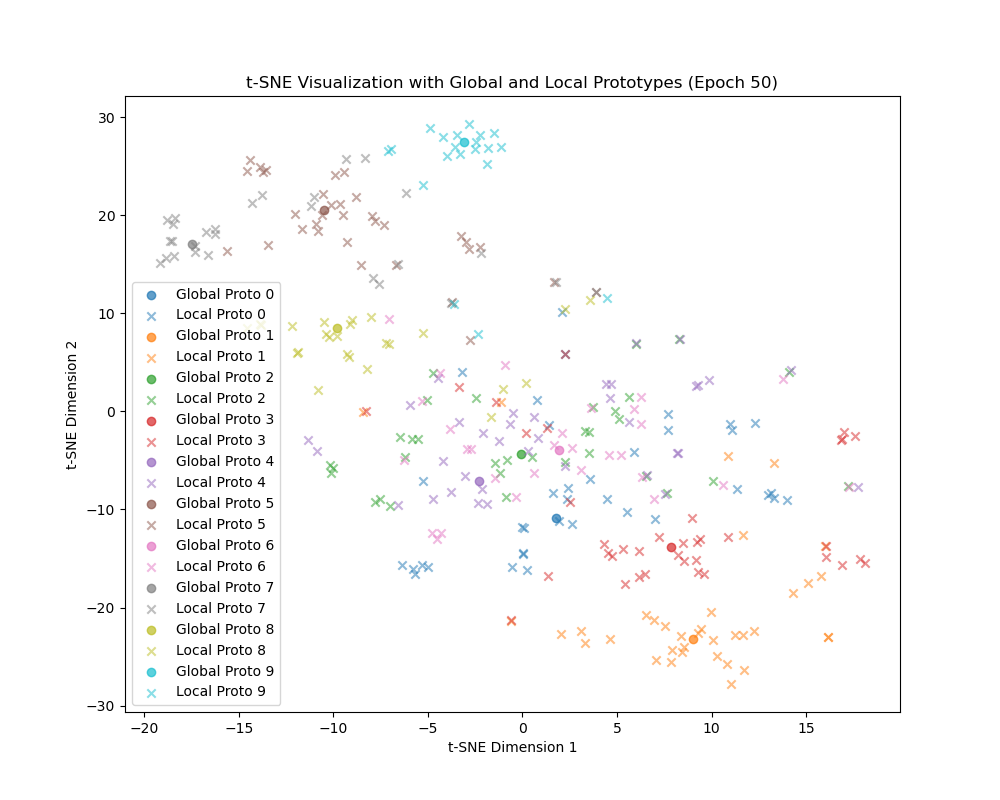 t-SNE Visualization with Global and Local Prototypes (Epoch 50)
30
20
10
0
−10
−20
−30
t-SNE Dimension 2
Global Proto 0
Local Proto 0
Global Proto 1
Local Proto 1
Global Proto 2
Local Proto 2
Global Proto 3
Local Proto 3
Global Proto 4
Local Proto 4
Global Proto 5
Local Proto 5
Global Proto 6
Local Proto 6
Global Proto 7
Local Proto 7
Global Proto 8
Local Proto 8
Global Proto 9
Local Proto 9
−20 −15 −10 −5 0 5 10 15
t-SNE Dimension 1